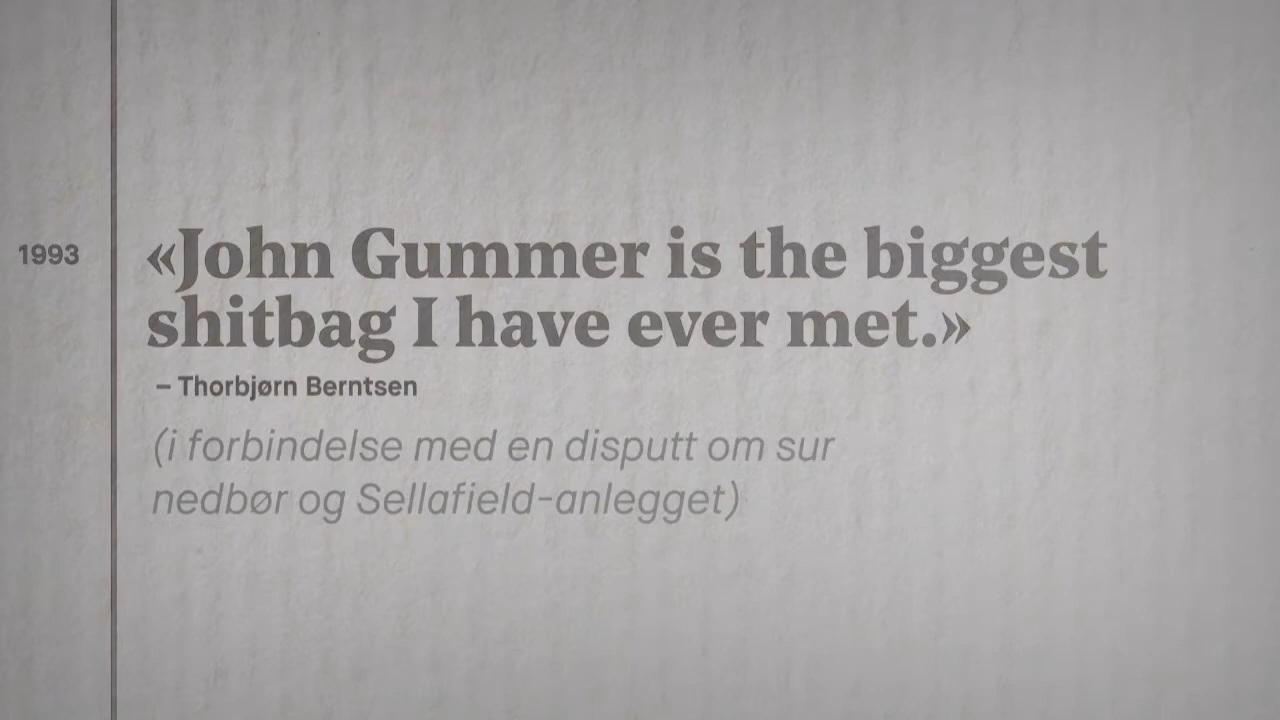 1993
«John Gummer is the biggest
shitbag I have ever met.»
– Thorbjørn Berntsen
(i forbindelse med en disputt om sur
nedbør og Sellafield-anlegget)